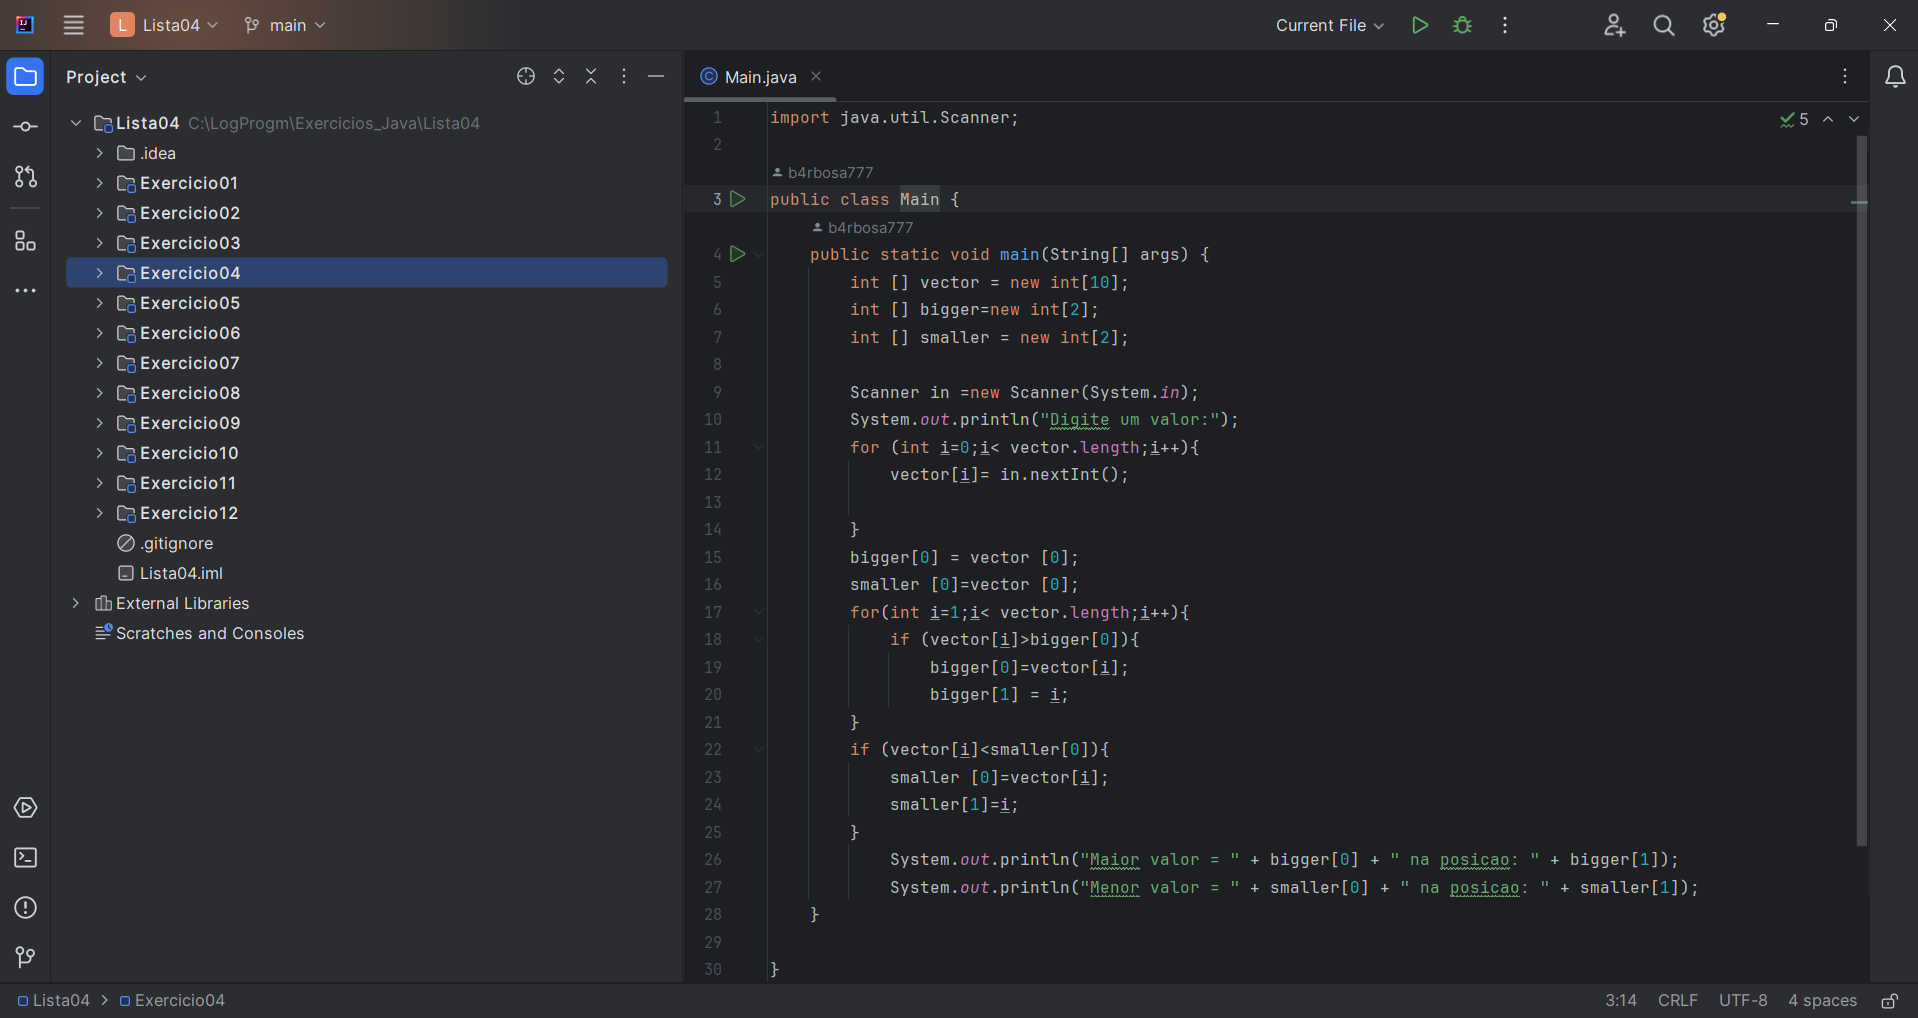 L Lista04 main Current File
Project
Main.java
Lista04 C:\LogProgm\Exercicios_Java\Lista04
.idea
Exercicio01
Exercicio02
Exercicio03
Exercicio04
Exercicio05
Exercicio06
Exercicio07
Exercicio08
Exercicio09
Exercicio10
Exercicio11
Exercicio12
.gitignore
Lista04.iml
External Libraries
Scratches and Consoles
5
1 import java.util.Scanner;
2
b4rbosa777
3 public class Main {
b4rbosa777
4     public static void main(String[] args) {
5         int [] vector = new int[10];
6         int [] bigger=new int[2];
7         int [] smaller = new int[2];
8
9         Scanner in =new Scanner(System.in);
10         System.out.println("Digite um valor:");
11         for (int i=0;i< vector.length;i++){
12             vector[i]= in.nextInt();
13
14         }
15         bigger[0] = vector [0];
16         smaller [0]=vector [0];
17         for(int i=1;i< vector.length;i++){
18             if (vector[i]>bigger[0]){
19                 bigger[0]=vector[i];
20                 bigger[1] = i;
21         }
22         if (vector[i]<smaller[0]){
23             smaller [0]=vector[i];
24             smaller[1]=i;
25         }
26             System.out.println("Maior valor = " + bigger[0] + " na posicao: " + bigger[1]);
27             System.out.println("Menor valor = " + smaller[0] + " na posicao: " + smaller[1]);
28     }
29
30 }
Lista04 > Exercicio04
3:14 CRLF UTF-8 4 spaces